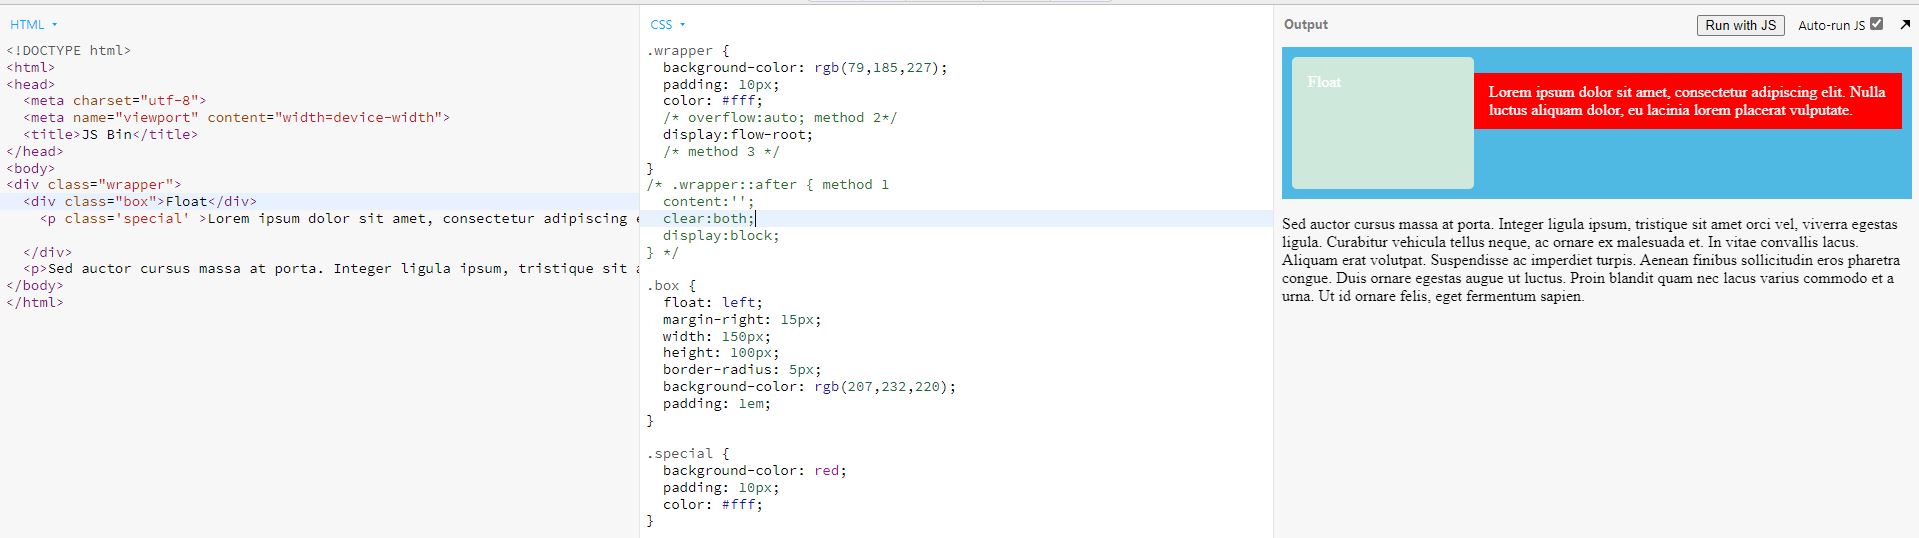 HTML
<!DOCTYPE html>
<html>
<head>
<meta charset="utf-8">
<meta name="viewport" content="width=device-width">
<title>JS Bin</title>
</head>
<body>
<div class="wrapper">
<div class="box">Float</div>
<p class='special' >Lorem ipsum dolor sit amet, consectetur adipiscing
</div>
<p>Sed auctor cursus massa at porta. Integer ligula ipsum, tristique sit
</body>
</html>
CSS
.wrapper {
background-color: rgb(79,185,227);
padding: 10px;
color: #fff;
/* overflow:auto; method 2*/
display:flow-root;
/* method 3 */
}
/* .wrapper::after { method 1
content:'';
clear:both;
display:block;
} */
.box {
float: left;
margin-right: 15px;
width: 150px;
height: 100px;
border-radius: 5px;
background-color: rgb(207,232,220);
padding: 1em;
}
.special {
background-color: red;
padding: 10px;
color: #fff;
}
Output
Run with JS
Auto-run JS
Float
Lorem ipsum dolor sit amet, consectetur adipiscing elit. Nulla
luctus aliquam dolor, eu lacinia lorem placerat vulputate.
Sed auctor cursus massa at porta. Integer ligula ipsum, tristique sit amet orci vel, viverra egestas
ligula. Curabitur vehicula tellus neque, ac ornare ex malesuada et. In vitae convallis lacus.
Aliquam erat volutpat. Suspendisse ac imperdiet turpis. Aenean finibus sollicitudin eros pharetra
congue. Duis ornare egestas augue ut luctus. Proin blandit quam nec lacus varius commodo et a
urna. Ut id ornare felis, eget fermentum sapien.